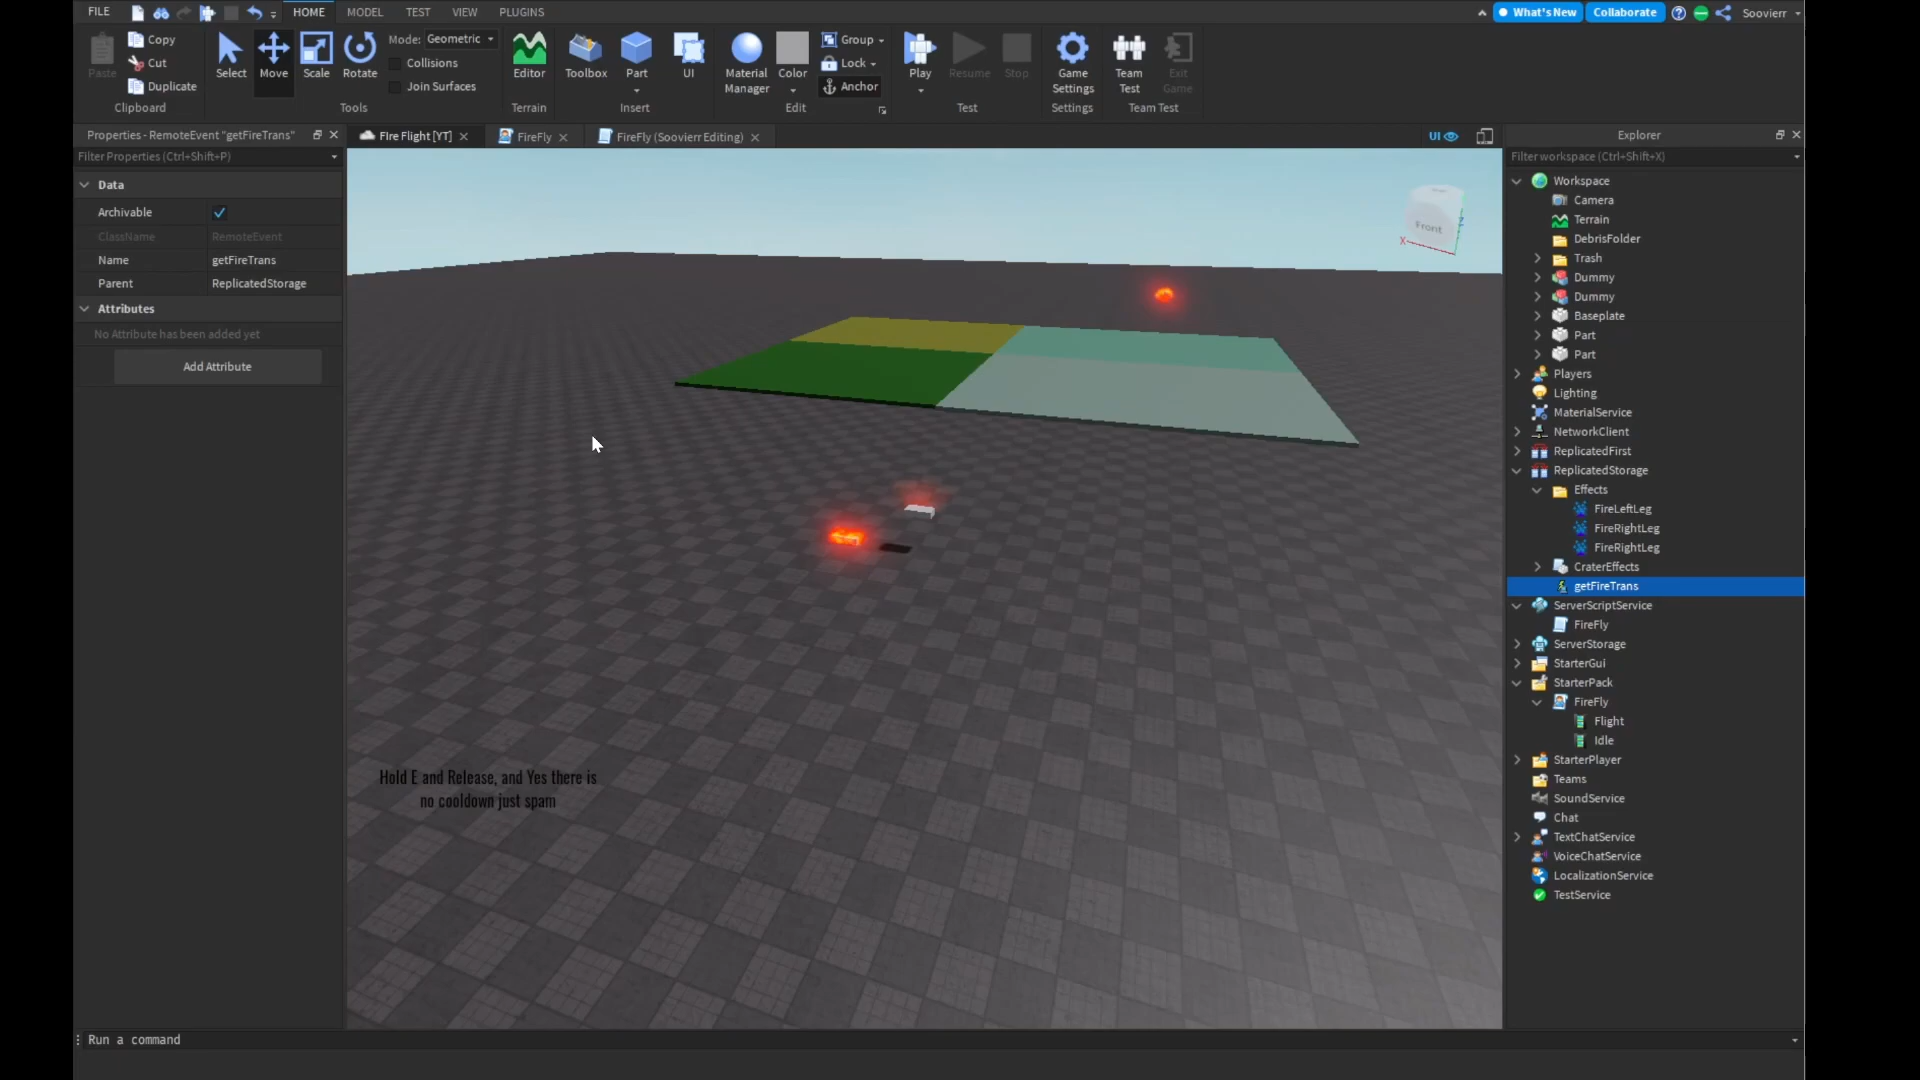 FILE
HOME
MODEL
TEST
VIEW
PLUGINS
What's New
Collaborate
Soovierr
Paste
Copy
Cut
Duplicate
Clipboard
Select
Move
Scale
Rotate
Mode: Geometric
Collisions
Join Surfaces
Tools
Editor
Terrain
Toolbox
Part
UI
Insert
Material
Manager
Color
Group
Lock
Anchor
Edit
Play
Resume
Stop
Test
Game
Settings
Settings
Team
Test
Exit
Game
Team Test
Properties - RemoteEvent "getFireTrans"
Filter Properties (Ctrl+Shift+P)
Data
Archivable
ClassName RemoteEvent
Name getFireTrans
Parent ReplicatedStorage
Attributes
No Attribute has been added yet
Add Attribute
Fire Flight [YT]
FireFly
FireFly (Soovierr Editing)
UI
Front
X
Z
Hold E and Release, and Yes there is
no cooldown just spam
Explorer
Filter workspace (Ctrl+Shift+X)
Workspace
Camera
Terrain
DebrisFolder
Trash
Dummy
Dummy
Baseplate
Part
Part
Players
Lighting
MaterialService
NetworkClient
ReplicatedFirst
ReplicatedStorage
Effects
FireLeftLeg
FireRightLeg
FireRightLeg
CraterEffects
getFireTrans
ServerScriptService
FireFly
ServerStorage
StarterGui
StarterPack
FireFly
Flight
Idle
StarterPlayer
Teams
SoundService
Chat
TextChatService
VoiceChatService
LocalizationService
TestService
Run a command